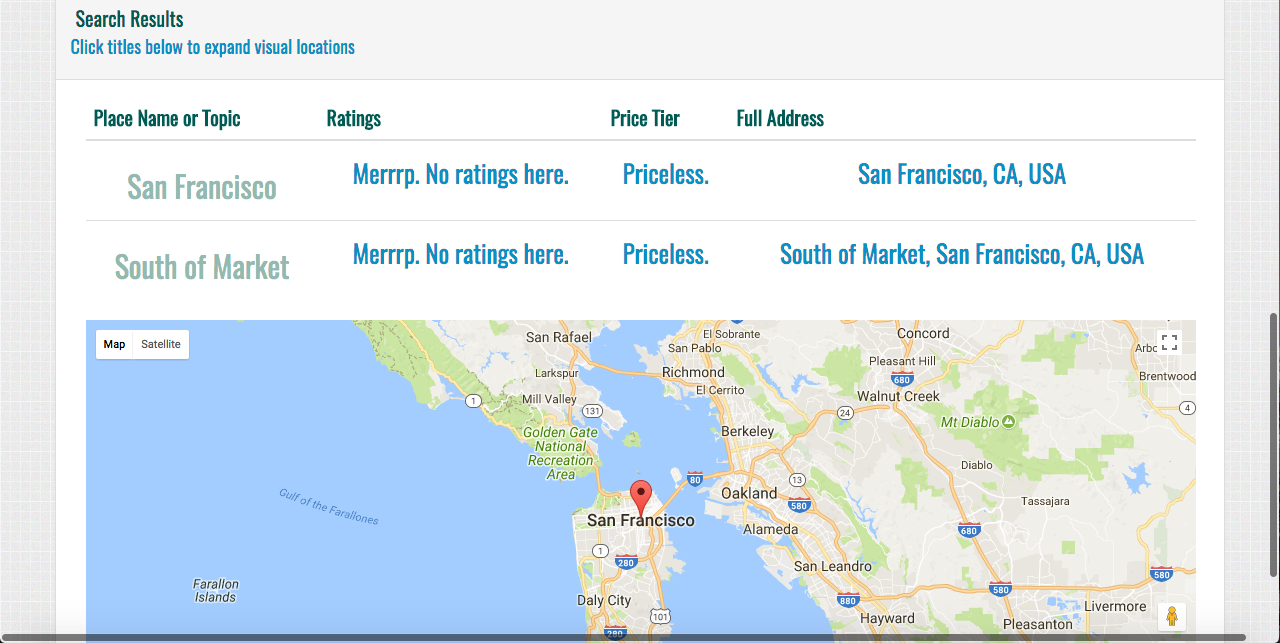 Search Results
Click titles below to expand visual locations
Place Name or Topic Ratings Price Tier Full Address
San Francisco Merrrp. No ratings here. Priceless. San Francisco, CA, USA
South of Market Merrrp. No ratings here. Priceless. South of Market, San Francisco, CA, USA
Map Satellite
San Rafael
El Sobrante
Concord
San Pablo
Arbo
Pleasant Hill
Larkspur
Richmond
680
Brentwood
El Cerrito
1
Mill Valley
Walnut Creek
131
24
4
Mt Diablo
Golden Gate
National
Recreation
Area
Berkeley
Diablo
80
13
Gulf of the Farallones
Oakland
580
Tassajara
San Francisco
Alameda
680
1
280
San Leandro
Farallon
Islands
580
580
Daly City
880
Livermore
101
Hayward
Pleasanton
280